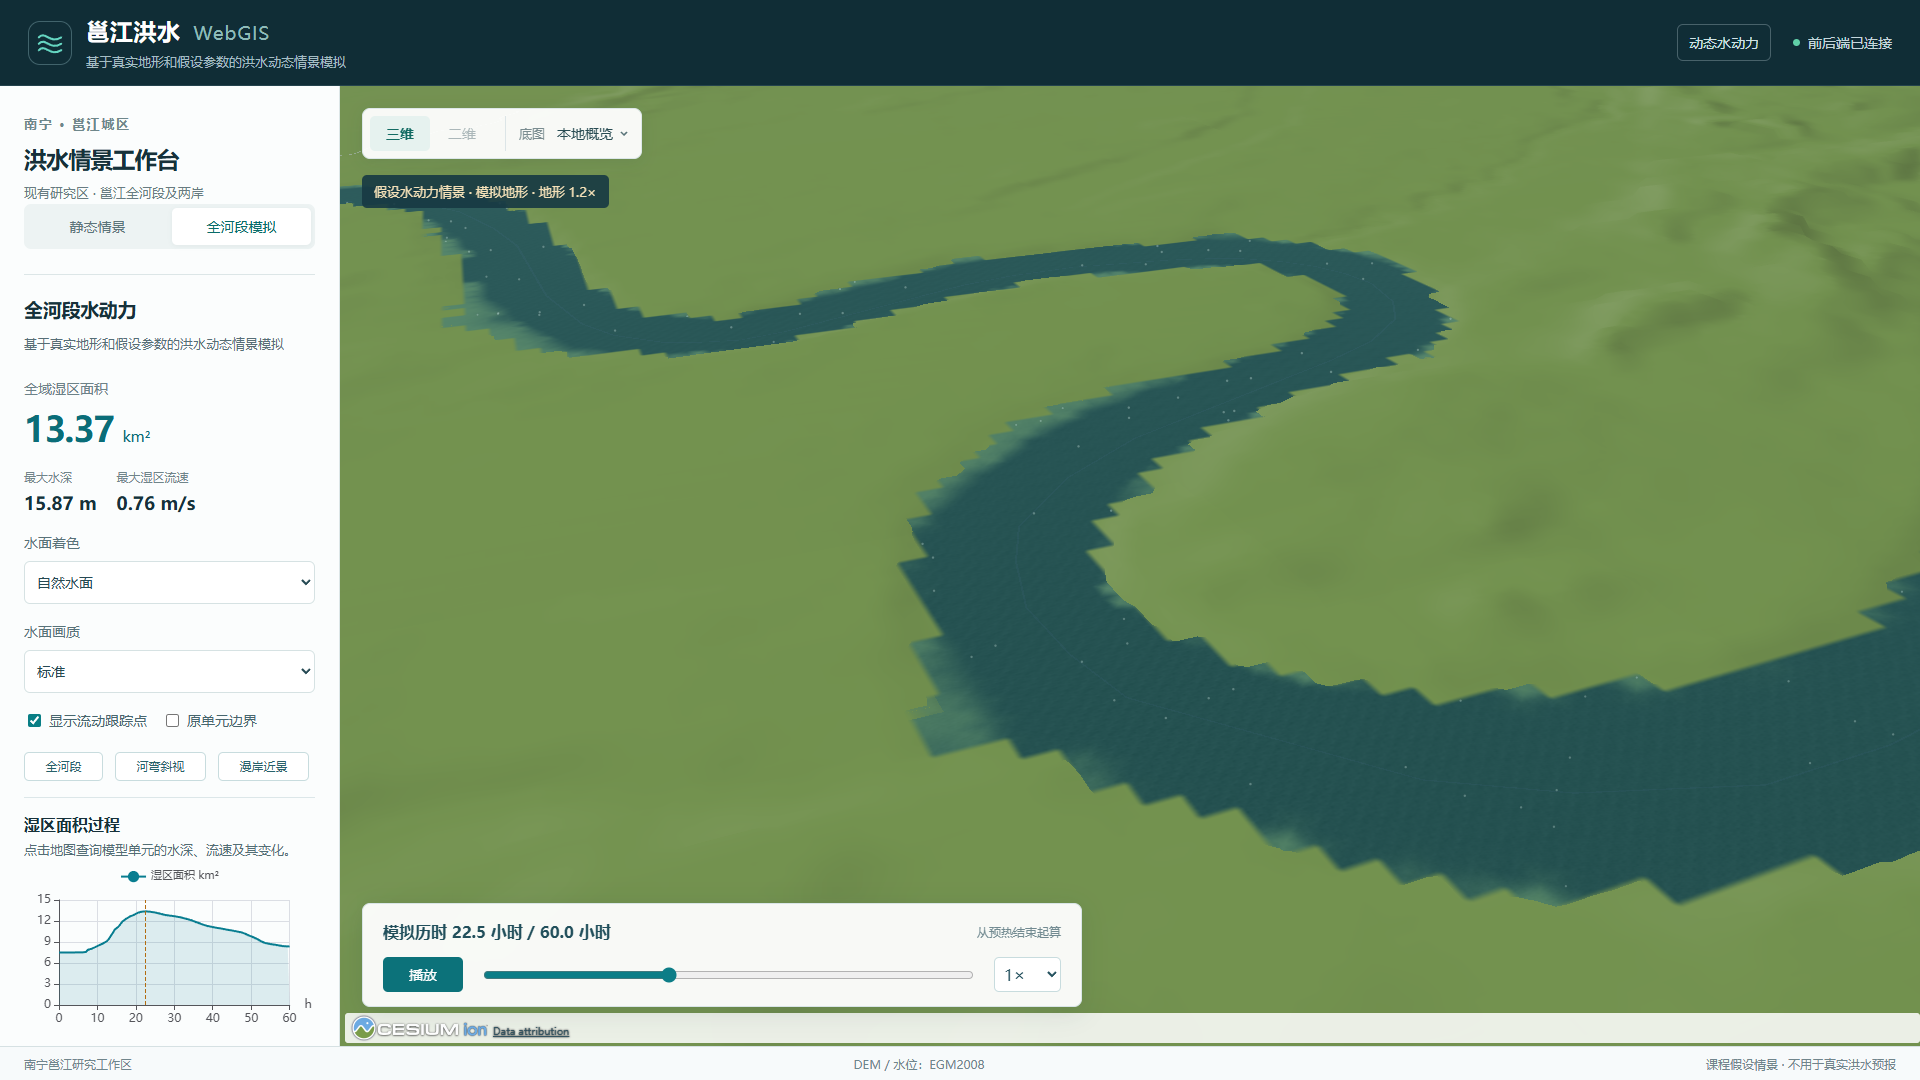 邕江洪水 WebGIS
基于真实地形和假设参数的洪水动态情景模拟
动态水动力
前后端已连接
南宁 • 邕江城区
洪水情景工作台
现有研究区 · 邕江全河段及两岸
静态情景
全河段模拟
全河段水动力
基于真实地形和假设参数的洪水动态情景模拟
全域湿区面积
13.37 km²
最大水深
最大湿区流速
15.87 m
0.76 m/s
水面着色
自然水面
水面画质
标准
显示流动跟踪点
原单元边界
全河段
河弯斜视
漫岸近景
湿区面积过程
点击地图查询模型单元的水深、流速及其变化。
湿区面积 km²
15
12
9
6
3
0
0 10 20 30 40 50 60
h
三维
二维
底图 本地概览
假设水动力情景 · 模拟地形 · 地形 1.2×
模拟历时 22.5 小时 / 60.0 小时
从预热结束起算
播放
1×
CESIUM ion Data attribution
南宁邕江研究工作区
DEM / 水位：EGM2008
课程假设情景 · 不用于真实洪水预报